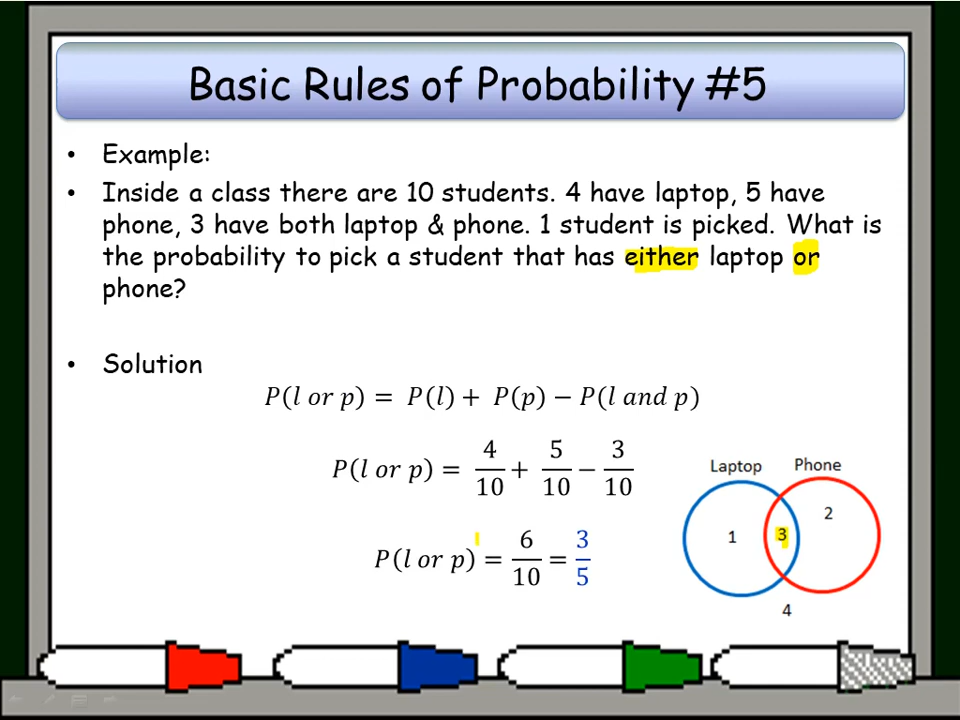 Basic Rules of Probability #5
• Example:
• Inside a class there are 10 students. 4 have laptop, 5 have
phone, 3 have both laptop & phone. 1 student is picked. What is
the probability to pick a student that has either laptop or
phone?
• Solution
P(l or p) = P(l) + P(p) − P(l and p)
P(l or p) = 4/10 + 5/10 − 3/10
Laptop Phone
1 3 2
P(l or p) = 6/10 = 3/5
4